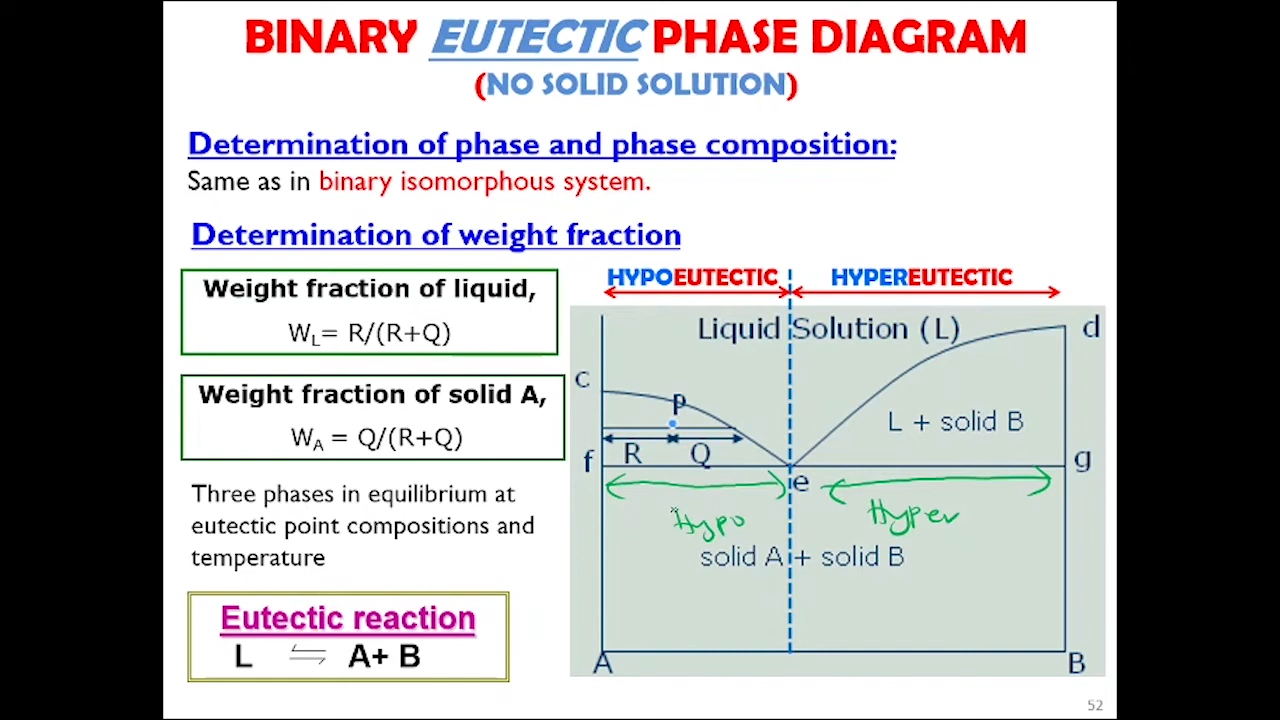 BINARY EUTECTIC PHASE DIAGRAM
(NO SOLID SOLUTION)
Determination of phase and phase composition:
Same as in binary isomorphous system.
Determination of weight fraction
Weight fraction of liquid,
WL= R/(R+Q)
Weight fraction of solid A,
WA = Q/(R+Q)
Three phases in equilibrium at
eutectic point compositions and
temperature
Eutectic reaction
L ⇌ A+ B
HYPOEUTECTIC HYPEREUTECTIC
Liquid Solution (L)
d
c
p
L + solid B
R Q
f
g
e
Hypo Hyper
solid A + solid B
A B
52